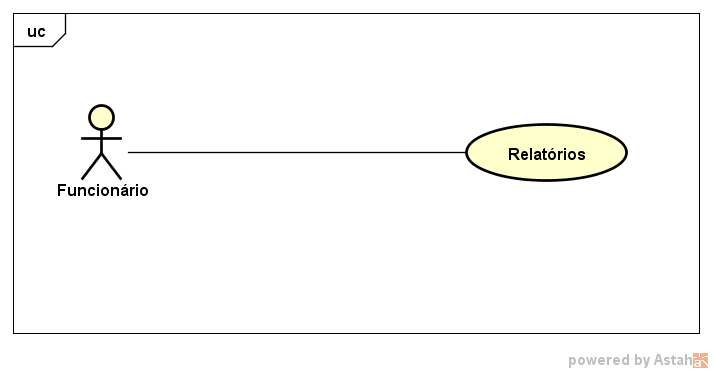 uc
Funcionário
Relatórios
powered by Astah